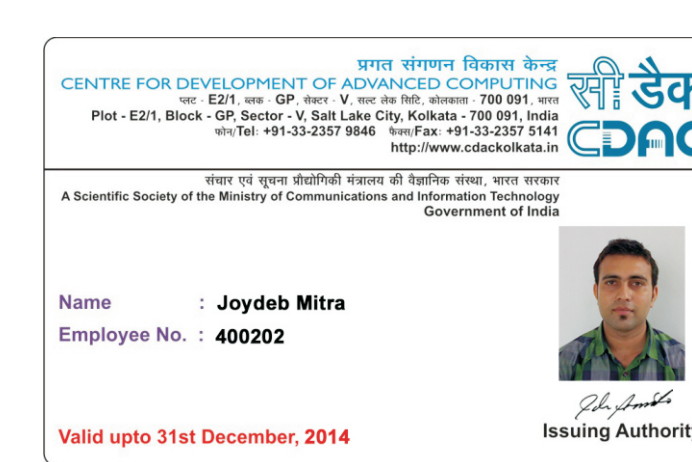 प्रगत संगणन विकास केन्द्र
CENTRE FOR DEVELOPMENT OF ADVANCED COMPUTING
प्लट - E2/1, ब्लक - GP, सेक्टर - V, सल्ट लेक सिटि, कोलकाता - 700 091, भारत
Plot - E2/1, Block - GP, Sector - V, Salt Lake City, Kolkata - 700 091, India
फोन/Tel: +91-33-2357 9846 फैक्स/Fax: +91-33-2357 5141
http://www.cdackolkata.in
सी डैक
CDAC
संचार एवं सूचना प्रौद्योगिकी मंत्रालय की वैज्ञानिक संस्था, भारत सरकार
A Scientific Society of the Ministry of Communications and Information Technology
Government of India
Name : Joydeb Mitra
Employee No. : 400202
Valid upto 31st December, 2014
Issuing Authority